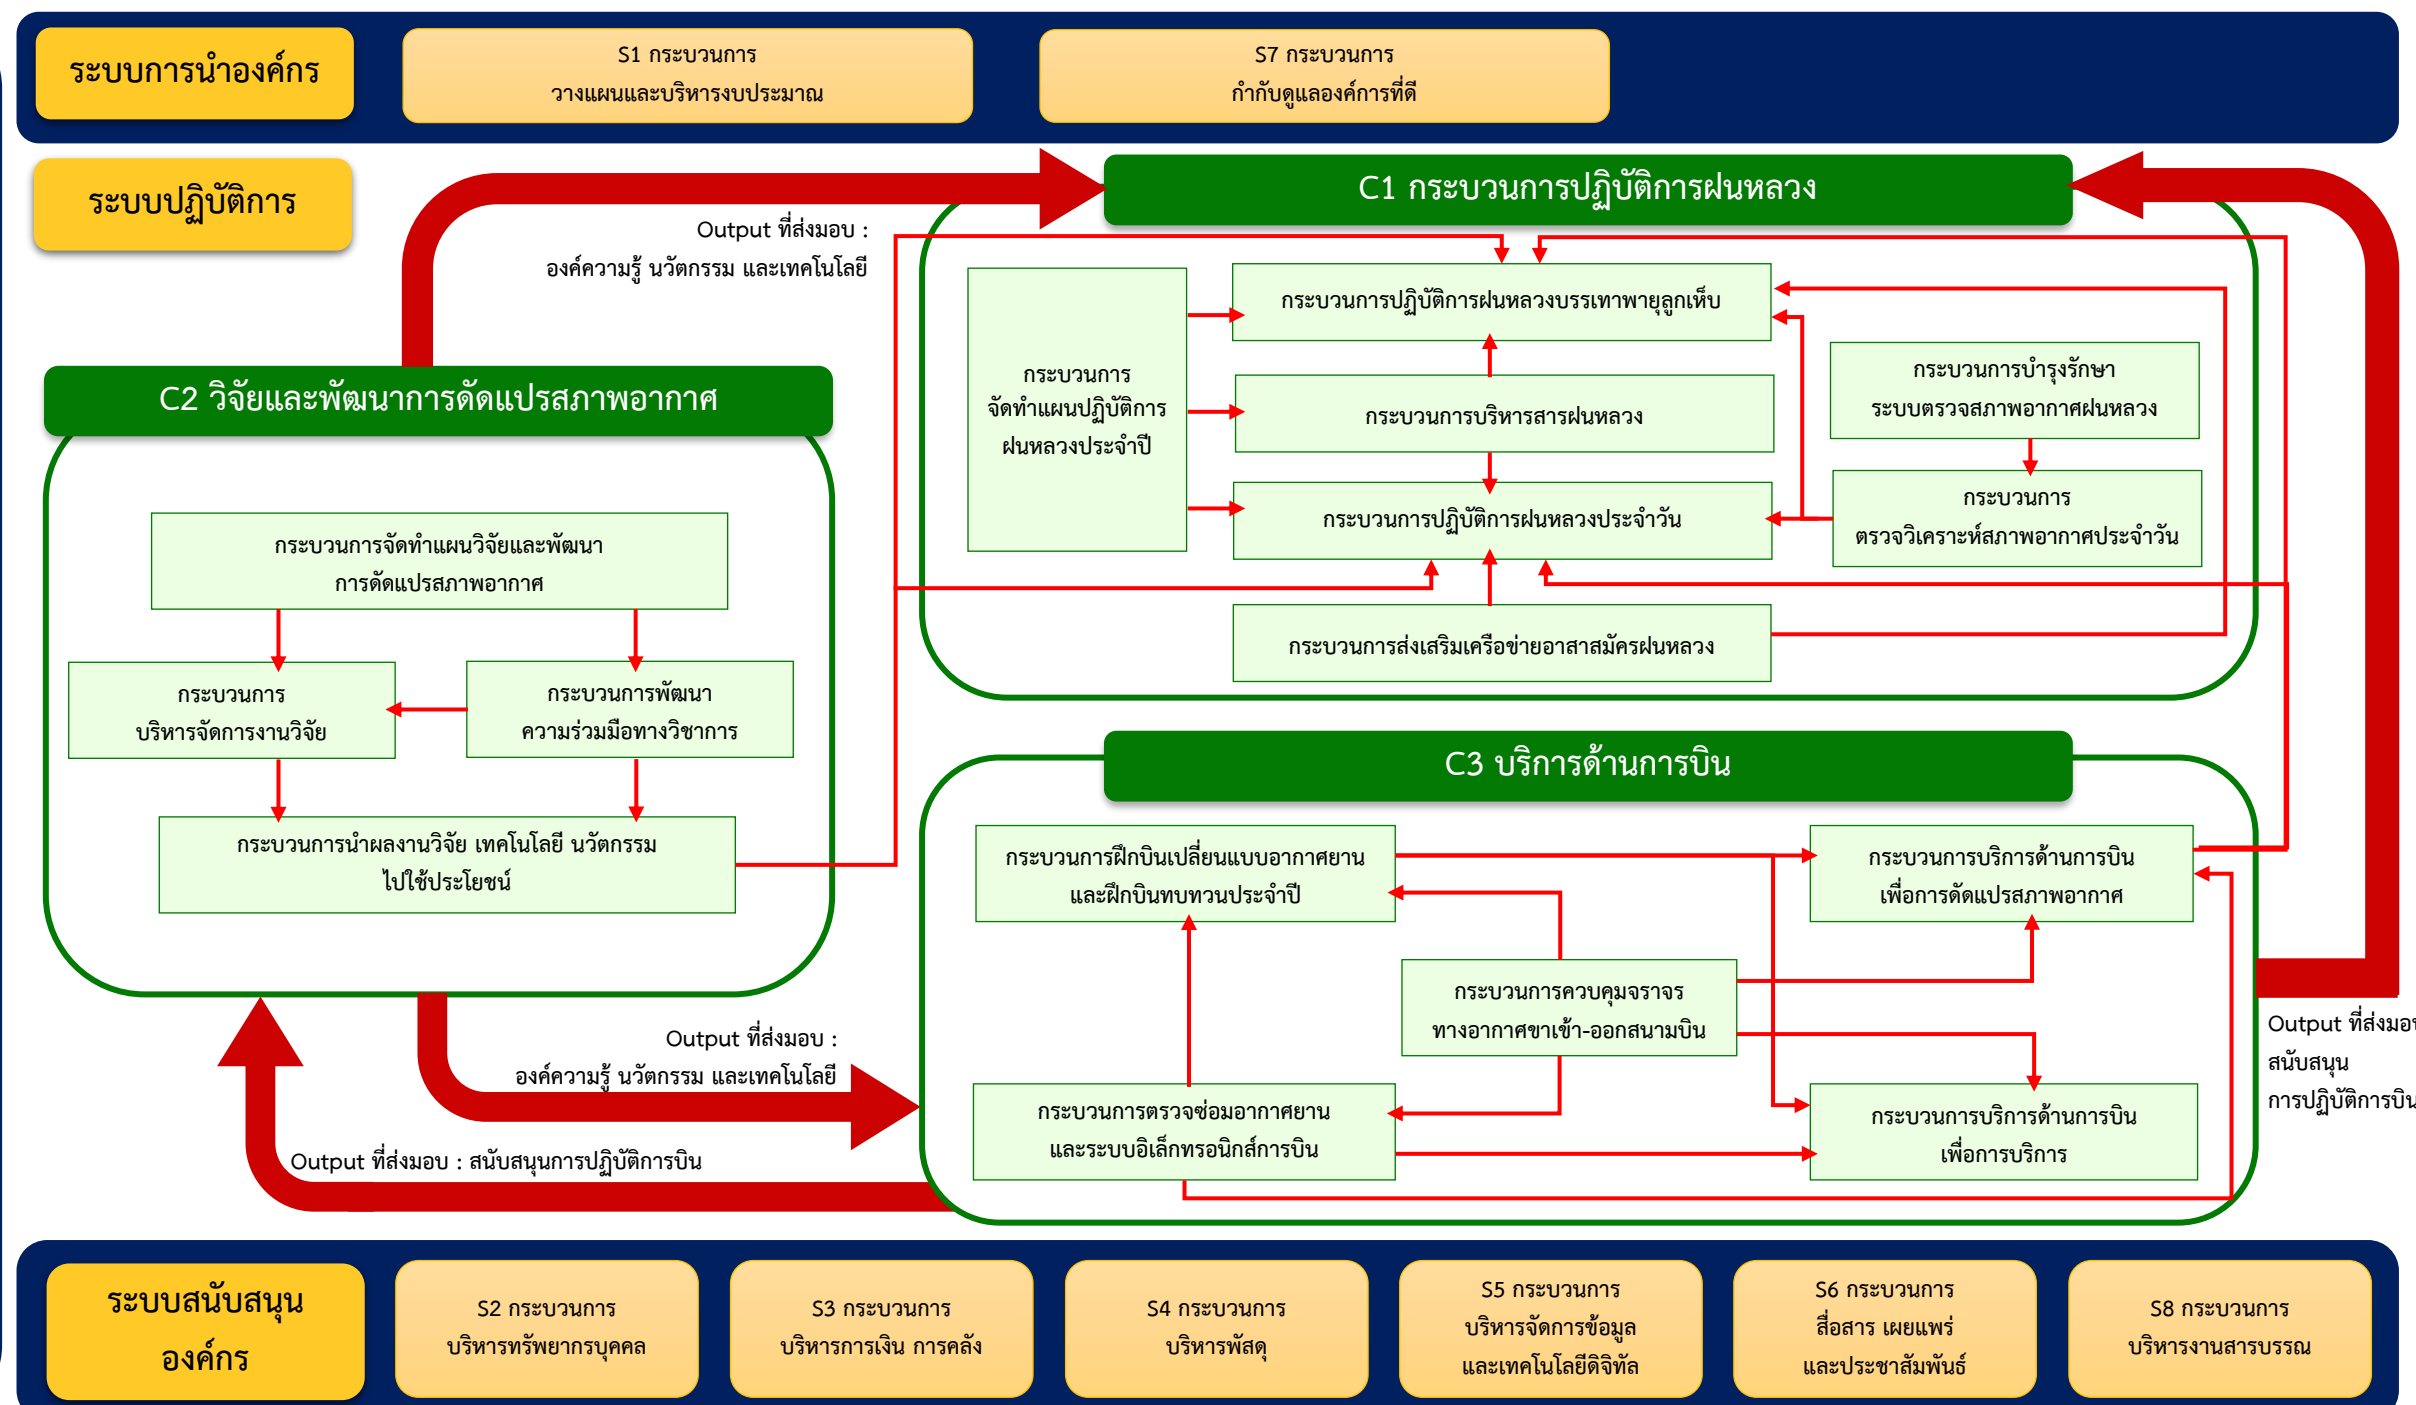 ระบบการนำองค์กร
S1 กระบวนการ
วางแผนและบริหารงบประมาณ
S7 กระบวนการ
กำกับดูแลองค์การที่ดี
ระบบปฏิบัติการ
C1 กระบวนการปฏิบัติการฝนหลวง
Output ที่ส่งมอบ :
องค์ความรู้ นวัตกรรม และเทคโนโลยี
กระบวนการ
จัดทำแผนปฏิบัติการ
ฝนหลวงประจำปี
กระบวนการปฏิบัติการฝนหลวงบรรเทาพายุลูกเห็บ
กระบวนการบริหารสารฝนหลวง
กระบวนการปฏิบัติการฝนหลวงประจำวัน
กระบวนการส่งเสริมเครือข่ายอาสาสมัครฝนหลวง
กระบวนการบำรุงรักษา
ระบบตรวจสภาพอากาศฝนหลวง
กระบวนการ
ตรวจวิเคราะห์สภาพอากาศประจำวัน
C2 วิจัยและพัฒนาการดัดแปรสภาพอากาศ
กระบวนการจัดทำแผนวิจัยและพัฒนา
การดัดแปรสภาพอากาศ
กระบวนการ
บริหารจัดการงานวิจัย
กระบวนการพัฒนา
ความร่วมมือทางวิชาการ
กระบวนการนำผลงานวิจัย เทคโนโลยี นวัตกรรม
ไปใช้ประโยชน์
Output ที่ส่งมอบ :
องค์ความรู้ นวัตกรรม และเทคโนโลยี
Output ที่ส่งมอบ : สนับสนุนการปฏิบัติการบิน
C3 บริการด้านการบิน
กระบวนการฝึกบินเปลี่ยนแบบอากาศยาน
และฝึกบินทบทวนประจำปี
กระบวนการบริการด้านการบิน
เพื่อการดัดแปรสภาพอากาศ
กระบวนการควบคุมจราจร
ทางอากาศขาเข้า-ออกสนามบิน
กระบวนการตรวจซ่อมอากาศยาน
และระบบอิเล็กทรอนิกส์การบิน
กระบวนการบริการด้านการบิน
เพื่อการบริการ
Output ที่ส่งมอบ
สนับสนุน
การปฏิบัติการบิน
ระบบสนับสนุน
องค์กร
S2 กระบวนการ
บริหารทรัพยากรบุคคล
S3 กระบวนการ
บริหารการเงิน การคลัง
S4 กระบวนการ
บริหารพัสดุ
S5 กระบวนการ
บริหารจัดการข้อมูล
และเทคโนโลยีดิจิทัล
S6 กระบวนการ
สื่อสาร เผยแพร่
และประชาสัมพันธ์
S8 กระบวนการ
บริหารงานสารบรรณ